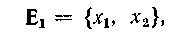 E₁ = {x₁, x₂},